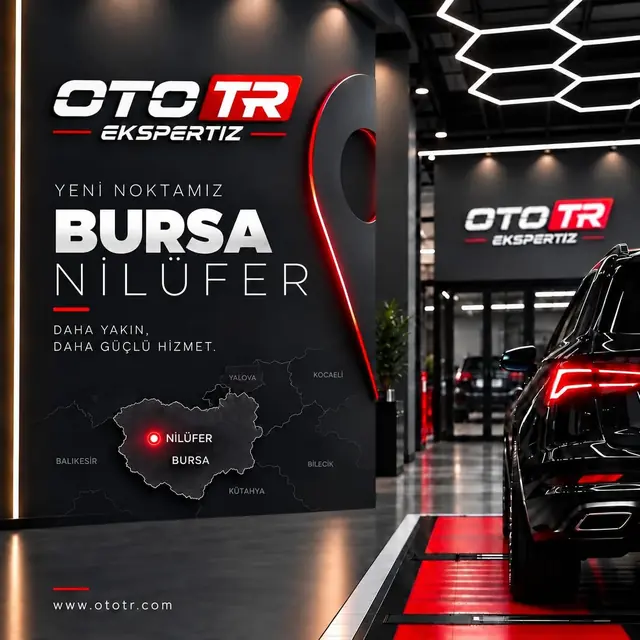 OTO TR
EKSPERTIZ
YENİ NOKTAMIZ
BURSA
NİLÜFER
DAHA YAKIN,
DAHA GÜÇLÜ HİZMET.
YALOVA
KOCAELİ
NİLÜFER
BALIKESİR
BURSA
BİLECİK
KÜTAHYA
www.ototr.com
OTO TR
EKSPERTIZ